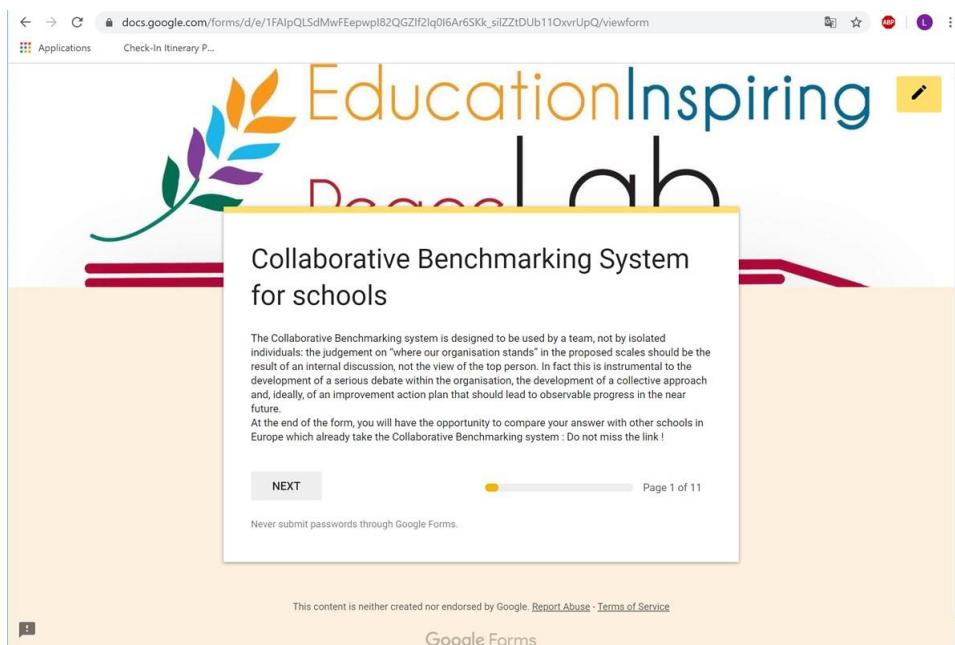 docs.google.com/forms/d/e/1FAIpQLSdMwFEepwpI82QGZIf2lq0I6Ar6SKk_silZZtDUb11OxvrUpQ/viewform
ABP
L
Applications
Check-In Itinerary P...
EducationInspiring
Peace Lab
Collaborative Benchmarking System
for schools
The Collaborative Benchmarking system is designed to be used by a team, not by isolated
individuals: the judgement on “where our organisation stands” in the proposed scales should be the
result of an internal discussion, not the view of the top person. In fact this is instrumental to the
development of a serious debate within the organisation, the development of a collective approach
and, ideally, of an improvement action plan that should lead to observable progress in the near
future.
At the end of the form, you will have the opportunity to compare your answer with other schools in
Europe which already take the Collaborative Benchmarking system : Do not miss the link !
NEXT
Page 1 of 11
Never submit passwords through Google Forms.
This content is neither created nor endorsed by Google. Report Abuse - Terms of Service
Google Forms